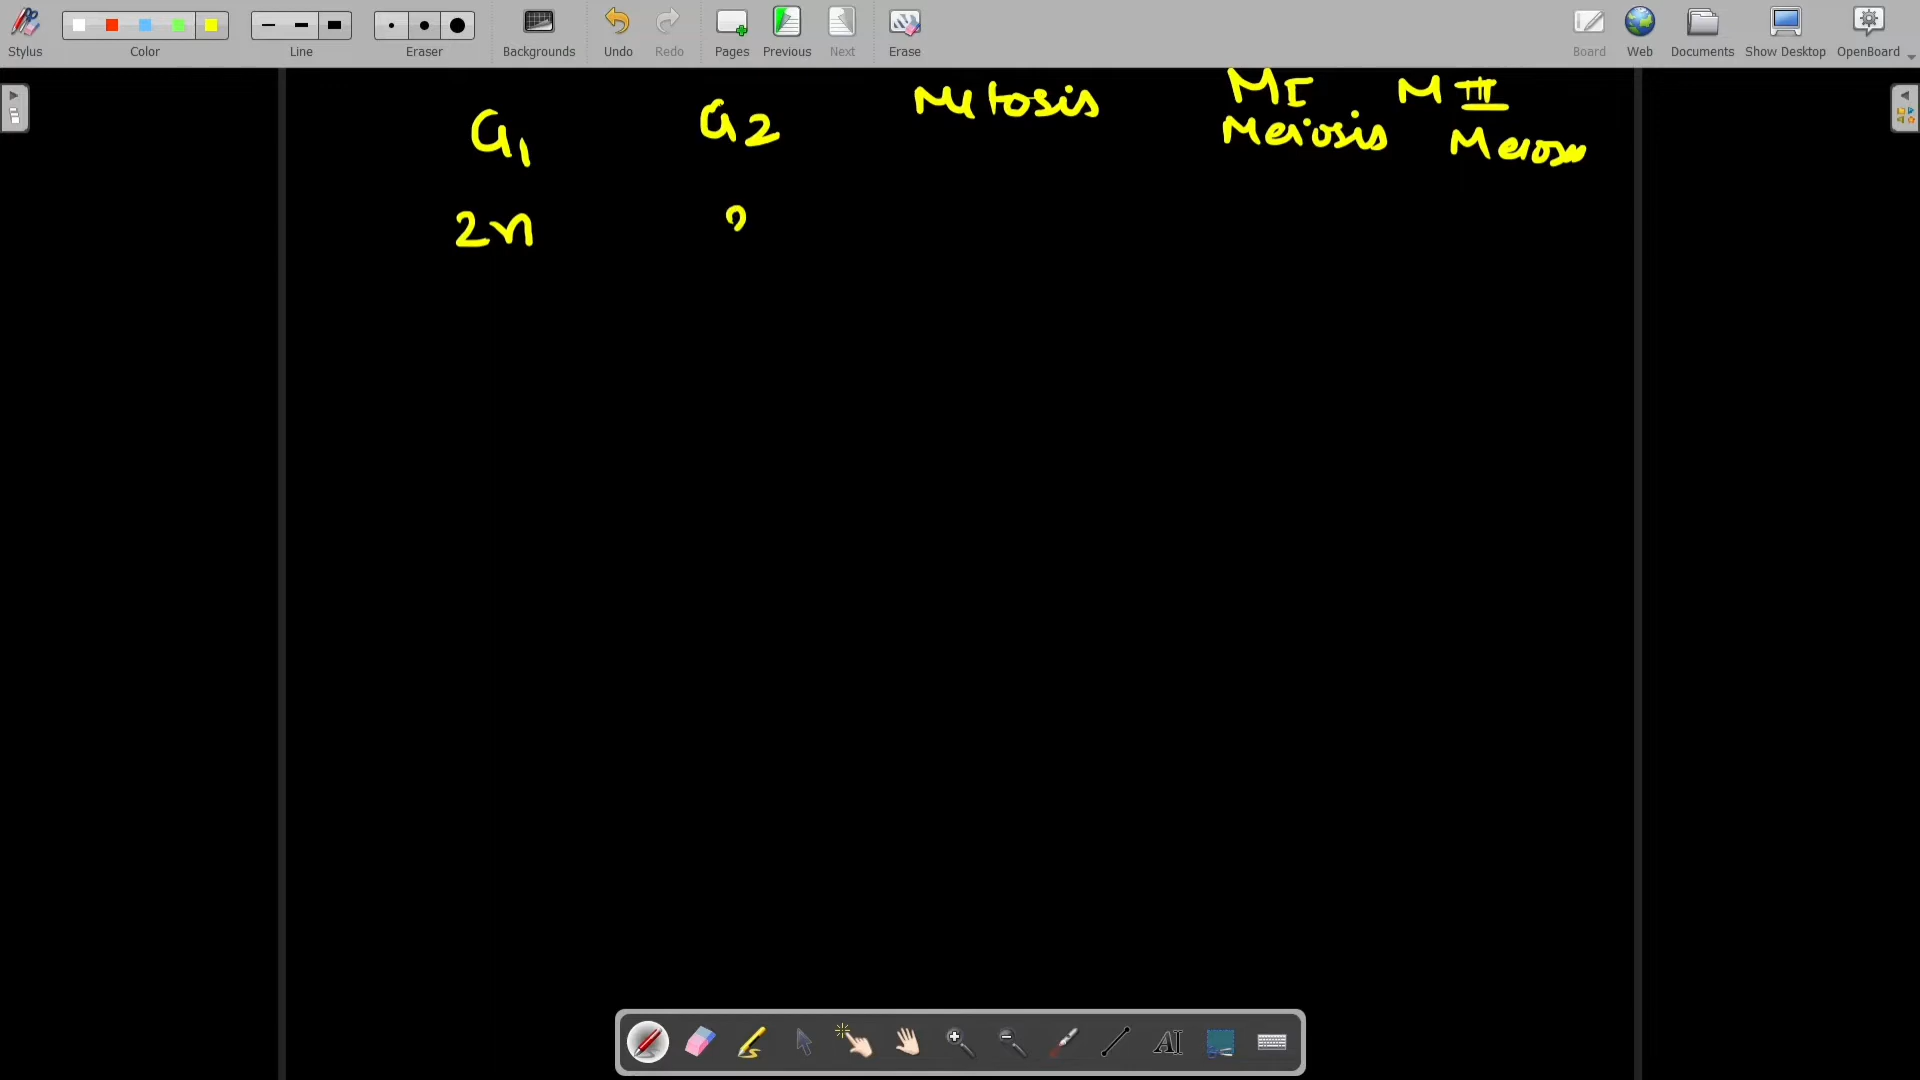 Stylus Color Line Eraser Backgrounds Undo Redo Pages Previous Next Erase Board Web Documents Show Desktop OpenBoard
G1 G2 Mitosis MI Meiosis M III
2n